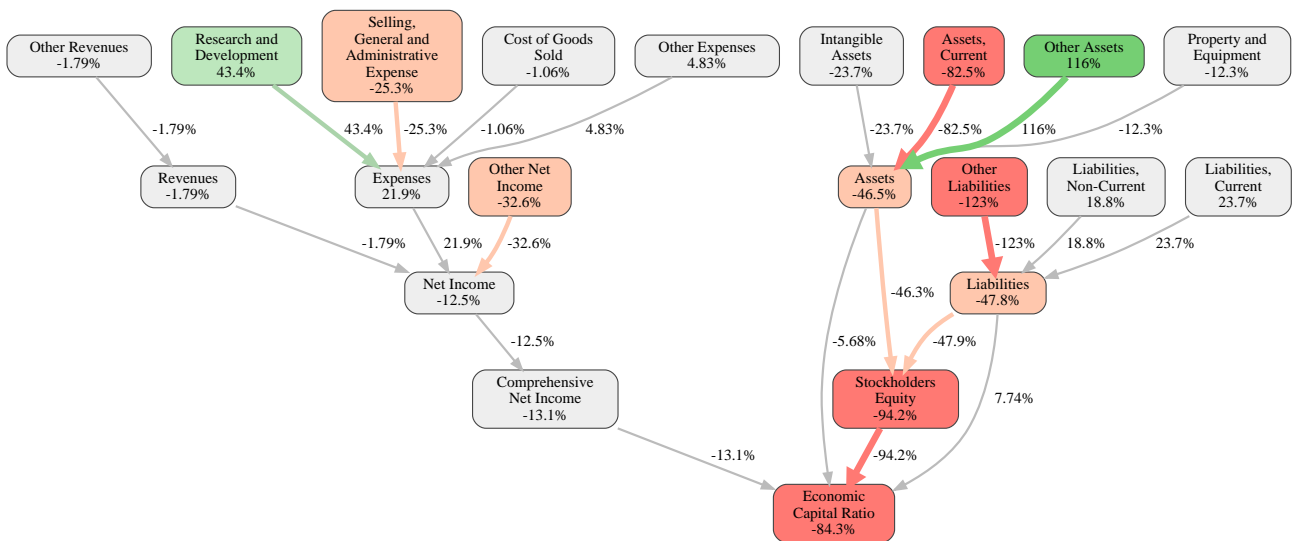 Other Revenues
-1.79%
Research and
Development
43.4%
Selling,
General and
Administrative
Expense
-25.3%
Cost of Goods
Sold
-1.06%
Other Expenses
4.83%
Intangible
Assets
-23.7%
Assets,
Current
-82.5%
Other Assets
116%
Property and
Equipment
-12.3%
-1.79%
43.4%
-25.3%
-1.06%
4.83%
-23.7%
-82.5%
116%
-12.3%
Revenues
-1.79%
Expenses
21.9%
Other Net
Income
-32.6%
Assets
-46.5%
Other
Liabilities
-123%
Liabilities,
Non-Current
18.8%
Liabilities,
Current
23.7%
-1.79%
21.9%
-32.6%
-123%
18.8%
23.7%
Net Income
-12.5%
-46.3%
Liabilities
-47.8%
-12.5%
-5.68%
-47.9%
Comprehensive
Net Income
-13.1%
Stockholders
Equity
-94.2%
7.74%
-13.1%
-94.2%
Economic
Capital Ratio
-84.3%